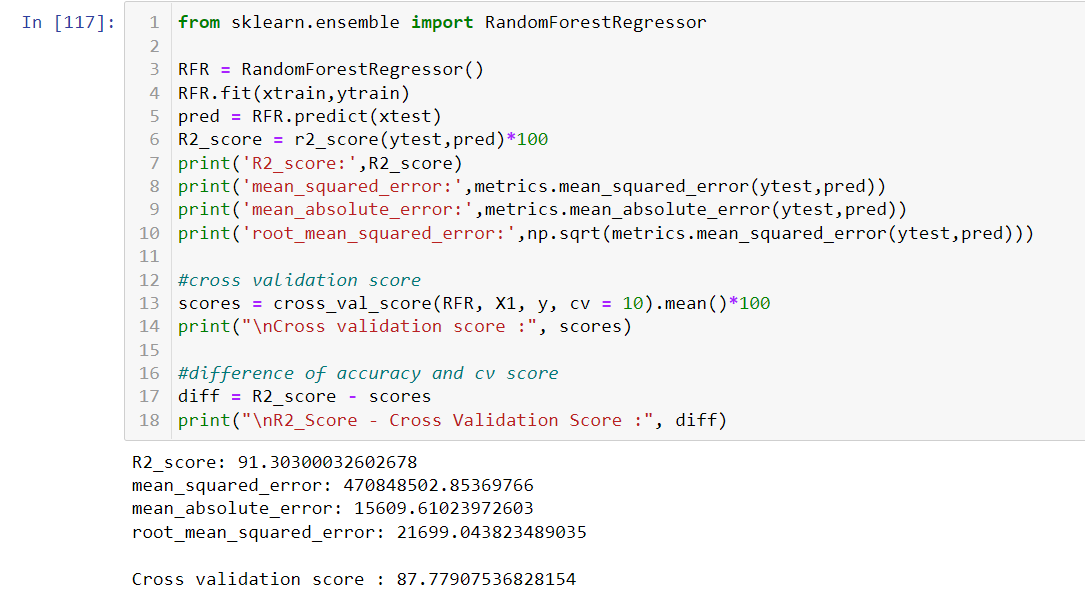 In [117]:
1 from sklearn.ensemble import RandomForestRegressor
2
3 RFR = RandomForestRegressor()
4 RFR.fit(xtrain,ytrain)
5 pred = RFR.predict(xtest)
6 R2_score = r2_score(ytest,pred)*100
7 print('R2_score:',R2_score)
8 print('mean_squared_error:',metrics.mean_squared_error(ytest,pred))
9 print('mean_absolute_error:',metrics.mean_absolute_error(ytest,pred))
10 print('root_mean_squared_error:',np.sqrt(metrics.mean_squared_error(ytest,pred)))
11
12 #cross validation score
13 scores = cross_val_score(RFR, X1, y, cv = 10).mean()*100
14 print("\nCross validation score :", scores)
15
16 #difference of accuracy and cv score
17 diff = R2_score - scores
18 print("\nR2_Score - Cross Validation Score :", diff)
R2_score: 91.30300032602678
mean_squared_error: 470848502.85369766
mean_absolute_error: 15609.61023972603
root_mean_squared_error: 21699.043823489035
Cross validation score : 87.77907536828154